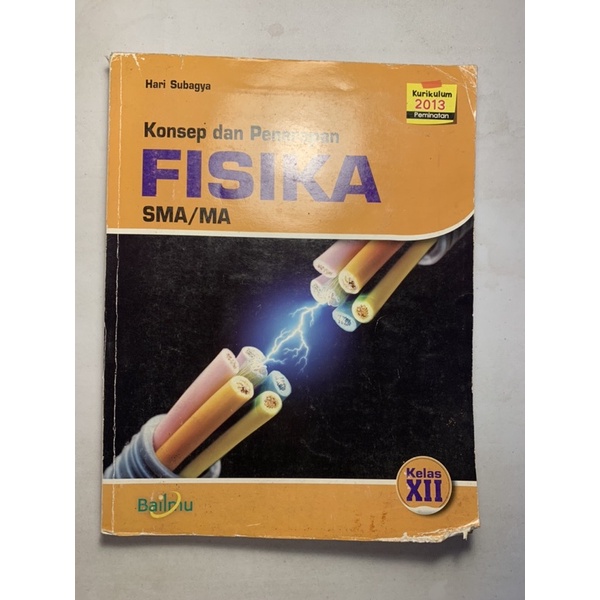 Hari Subagya
Kurikulum
2013
Peminatan
Konsep dan Penerapan
FISIKA
SMA/MA
Kelas
XII
Bailmu